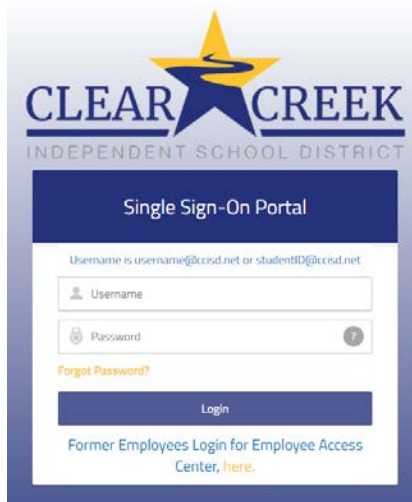 CLEAR CREEK
INDEPENDENT SCHOOL DISTRICT
Single Sign-On Portal
Username is username@ccisd.net or studentID@ccisd.net
Username
Password
?
Forgot Password?
Login
Former Employees Login for Employee Access
Center, here.